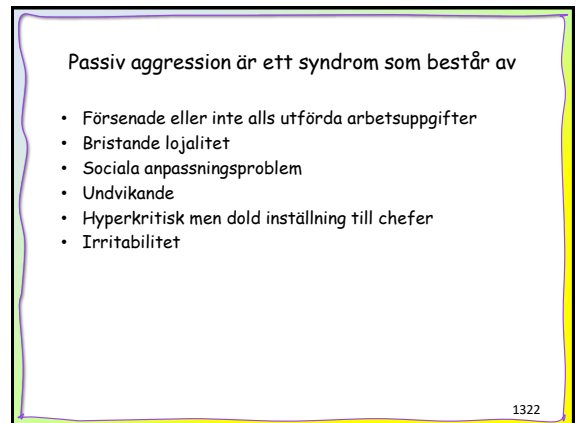 Passiv aggression är ett syndrom som består av
• Försenade eller inte alls utförda arbetsuppgifter
• Bristande lojalitet
• Sociala anpassningsproblem
• Undvikande
• Hyperkritisk men dold inställning till chefer
• Irritabilitet
1322